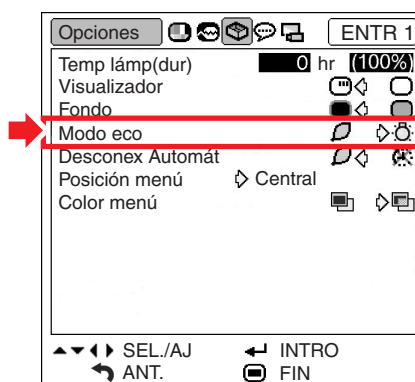 Opciones ENTR 1
Temp lámp(dur) 0 hr (100%)
Visualizador
Fondo
Modo eco
Desconex Automát
Posición menú Central
Color menú
SEL./AJ INTRO
ANT. FIN